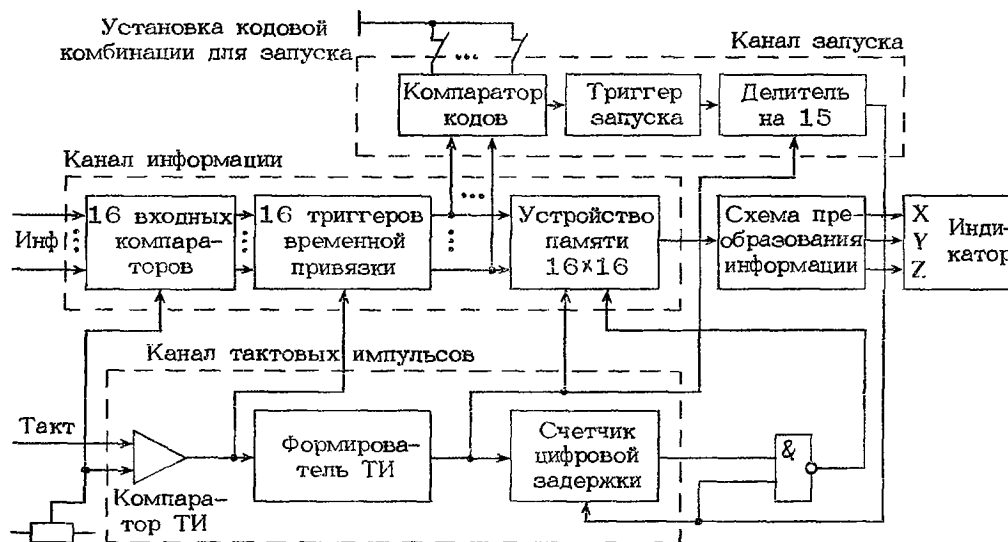 Установка кодовой
комбинации для запуска
Канал запуска
Компаратор
кодов
Триггер
запуска
Делитель
на 15
Канал информации
Инф
16 входных
компара-
торов
16 триггеров
временной
привязки
Устройство
памяти
16×16
Схема пре-
образования
информации
X
Y
Z
Инди-
катор
Канал тактовых импульсов
Такт
Компара-
тор ТИ
Формирова-
тель ТИ
Счетчик
цифровой
задержки
&